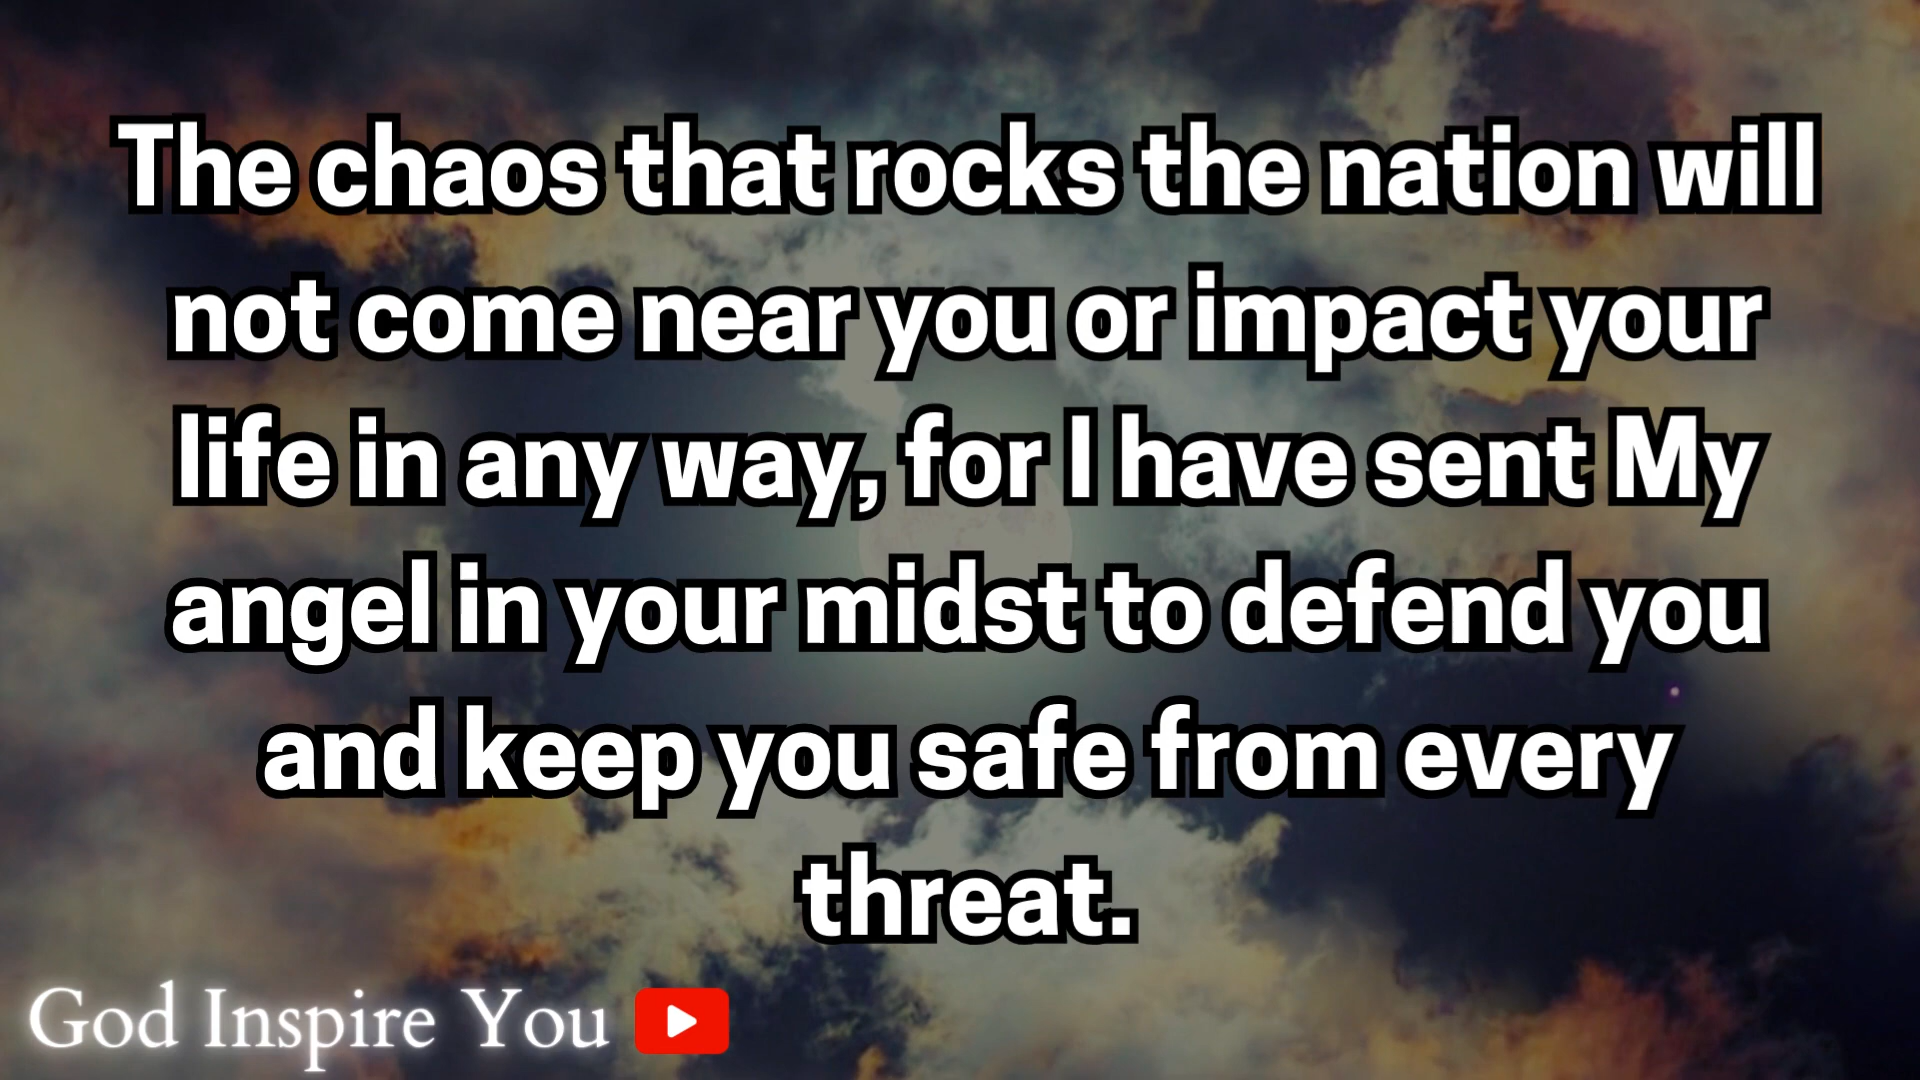 The chaos that rocks the nation will
not come near you or impact your
life in any way, for I have sent My
angel in your midst to defend you
and keep you safe from every
threat.
God Inspire You